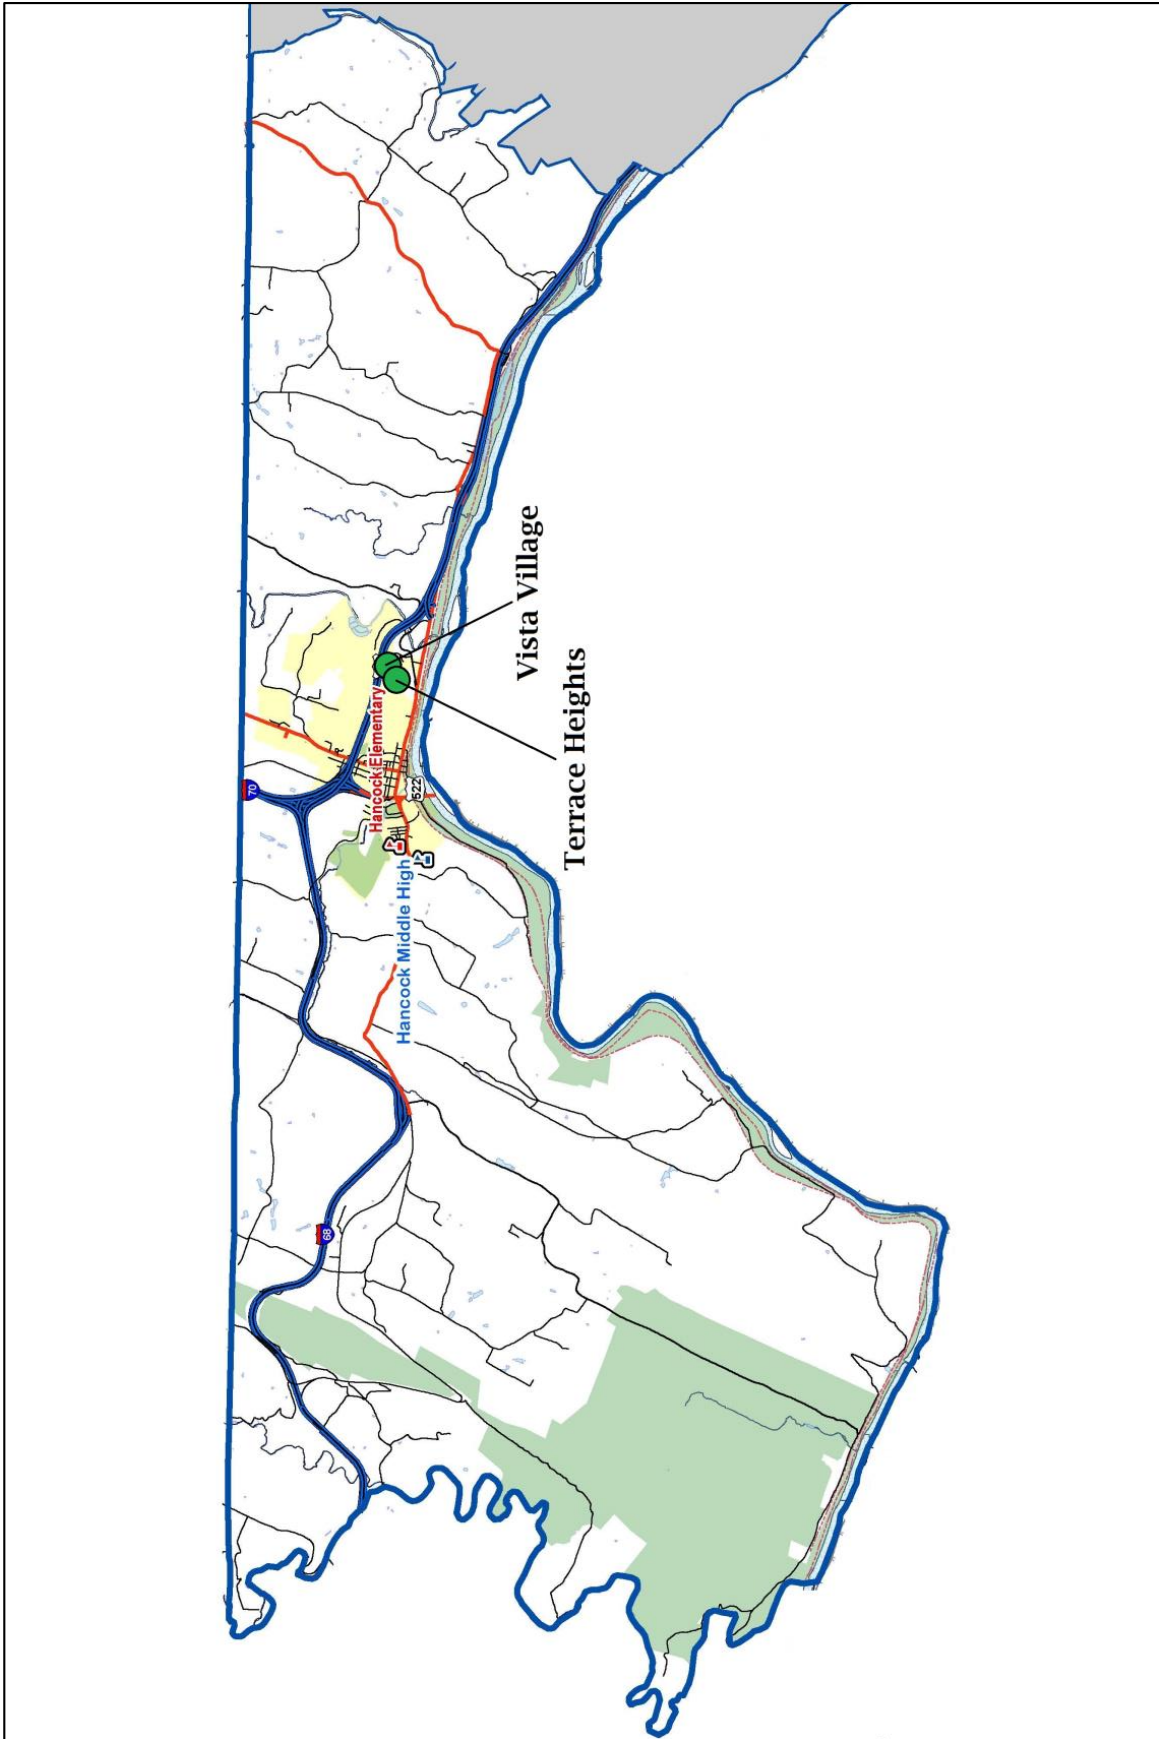 70
68
522
Hancock Elementary
Hancock Middle High
Vista Village
Terrace Heights